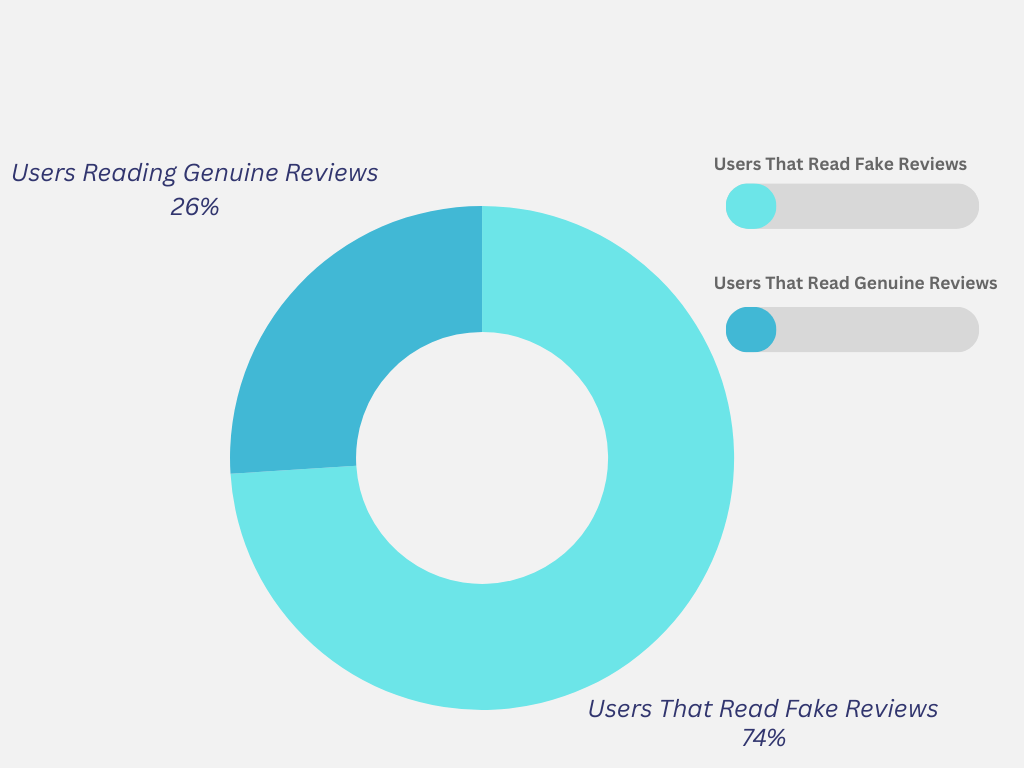 Users Reading Genuine Reviews
26%
Users That Read Fake Reviews
Users That Read Genuine Reviews
Users That Read Fake Reviews
74%